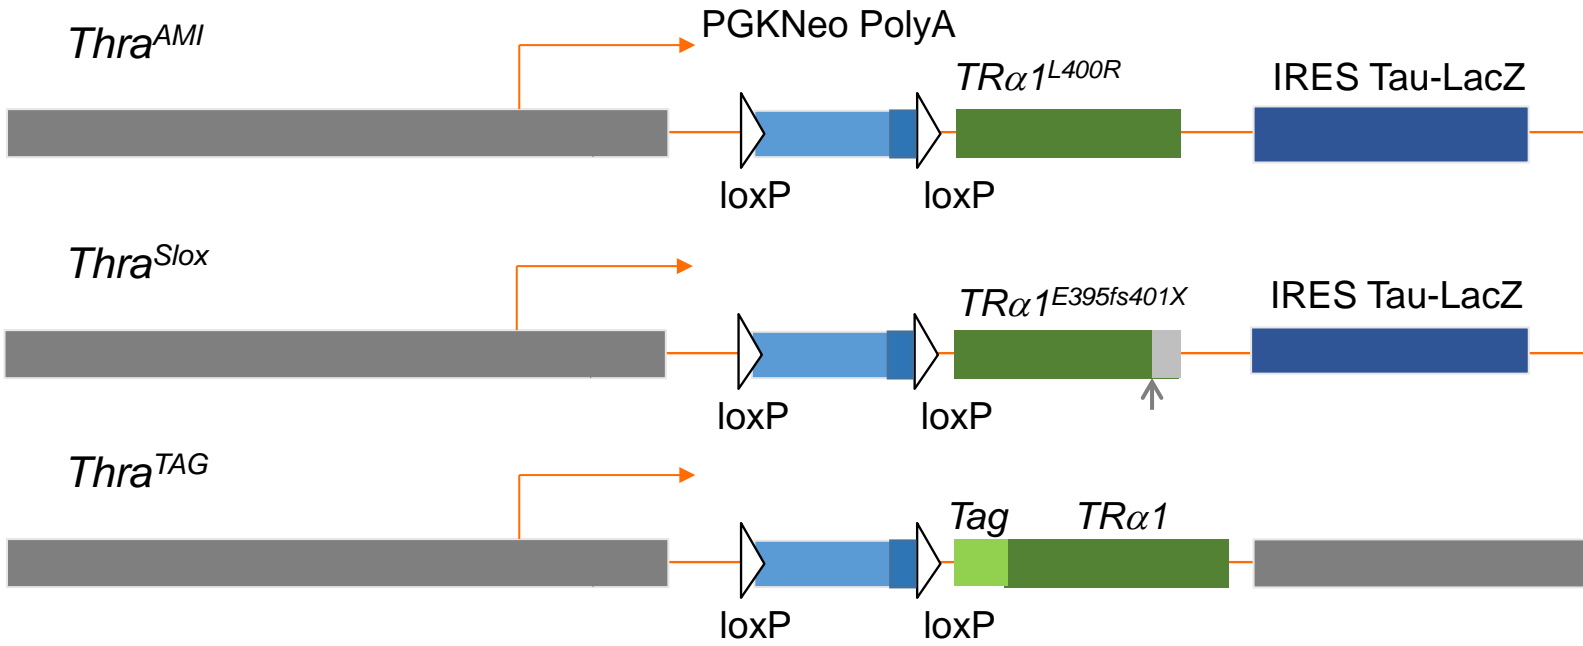 Thra^AMI
PGKNeo PolyA
TRα1^L400R
IRES Tau-LacZ
loxP
loxP
Thra^Slox
TRα1^E395fs401X
IRES Tau-LacZ
loxP
loxP
Thra^TAG
Tag
TRα1
loxP
loxP